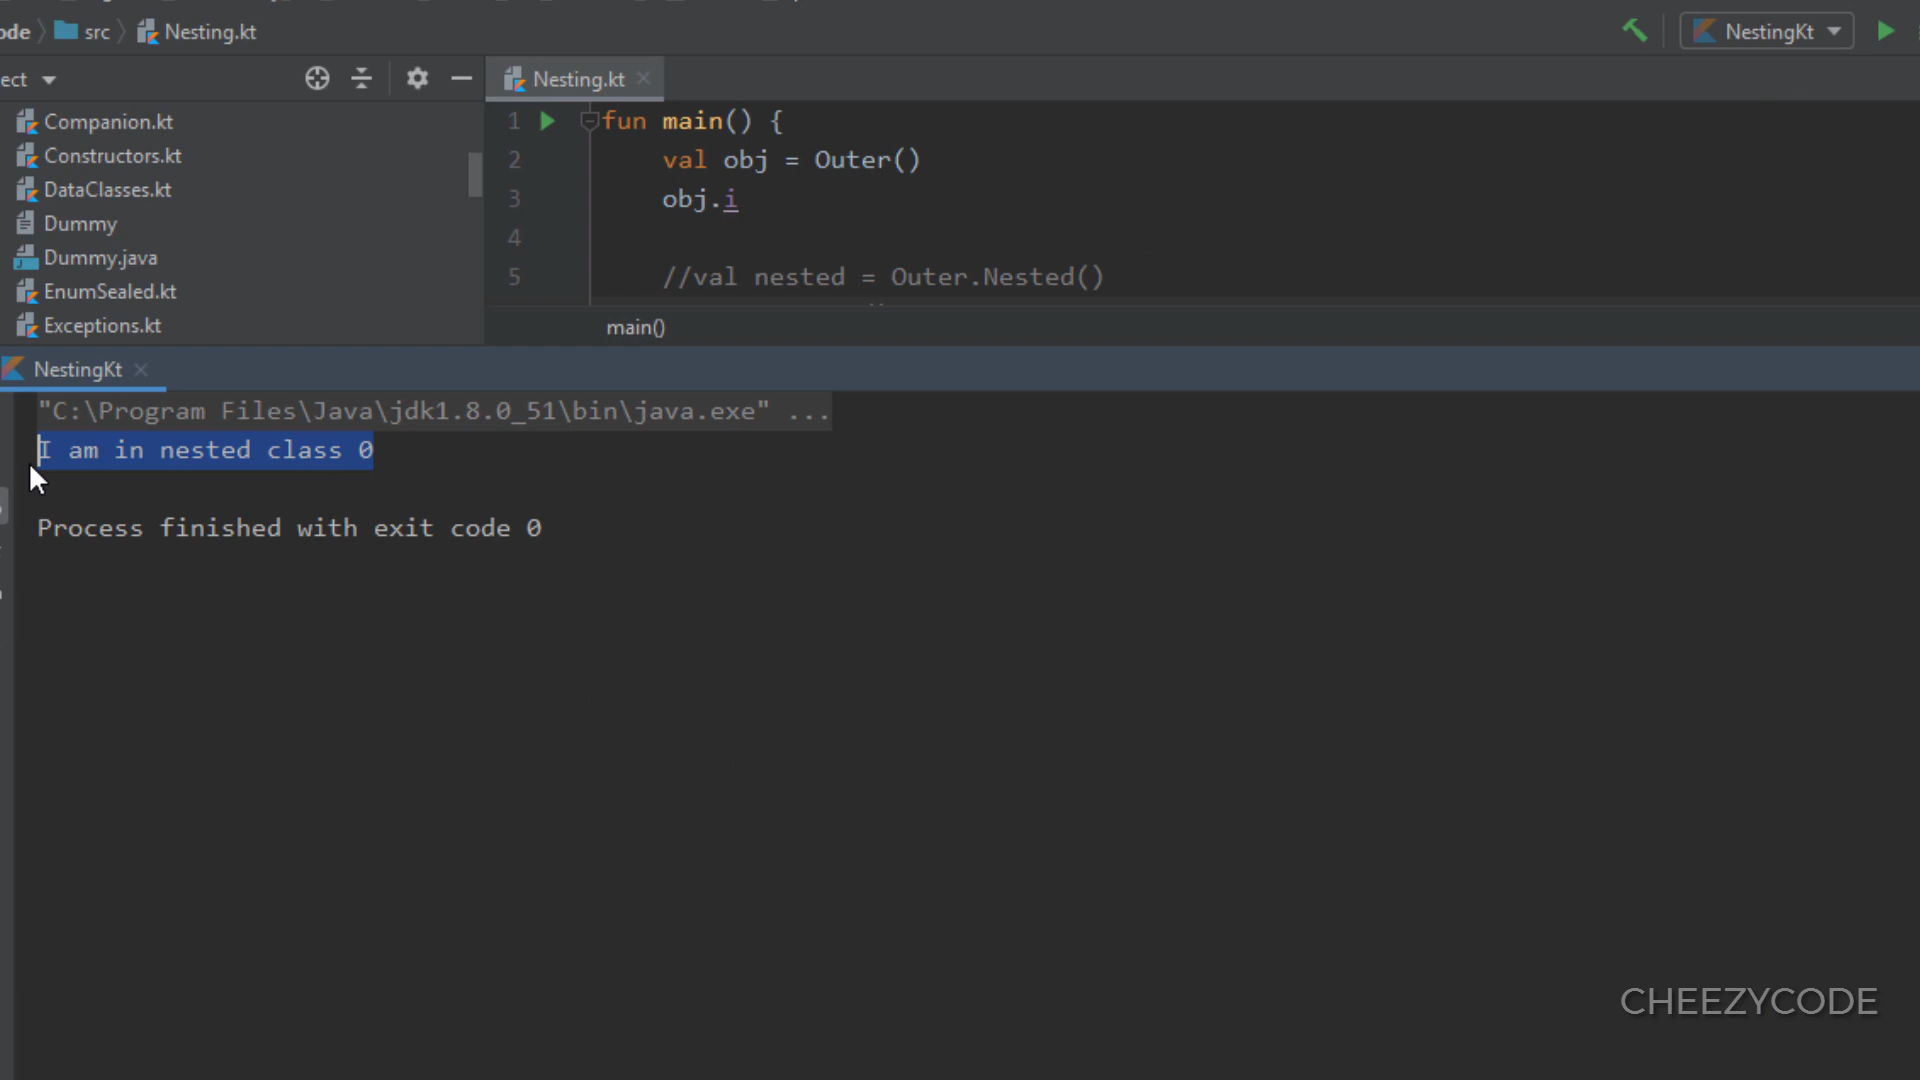 ode src Nesting.kt NestingKt
ect Nesting.kt
Companion.kt
Constructors.kt
DataClasses.kt
Dummy
Dummy.java
EnumSealed.kt
Exceptions.kt
1 fun main() {
2 val obj = Outer()
3 obj.i
4
5 //val nested = Outer.Nested()
main()
NestingKt
"C:\Program Files\Java\jdk1.8.0_51\bin\java.exe" ...
I am in nested class 0
Process finished with exit code 0
CHEEZYCODE